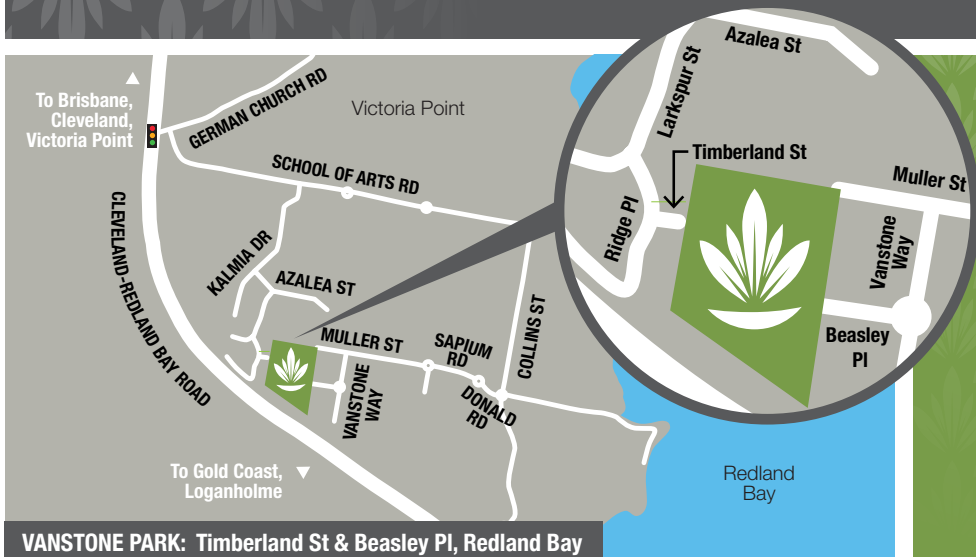 To Brisbane,
Cleveland,
Victoria Point
GERMAN CHURCH RD
Victoria Point
SCHOOL OF ARTS RD
CLEVELAND-REDLAND BAY ROAD
KALMIA DR
AZALEA ST
MULLER ST
VANSTONE
WAY
SAPIUM
RD
DONALD
RD
COLLINS ST
To Gold Coast,
Loganholme
Redland
Bay
Azalea St
Larkspur St
Timberland St
Ridge Pl
Muller St
Vanstone
Way
Beasley
Pl
VANSTONE PARK: Timberland St & Beasley Pl, Redland Bay